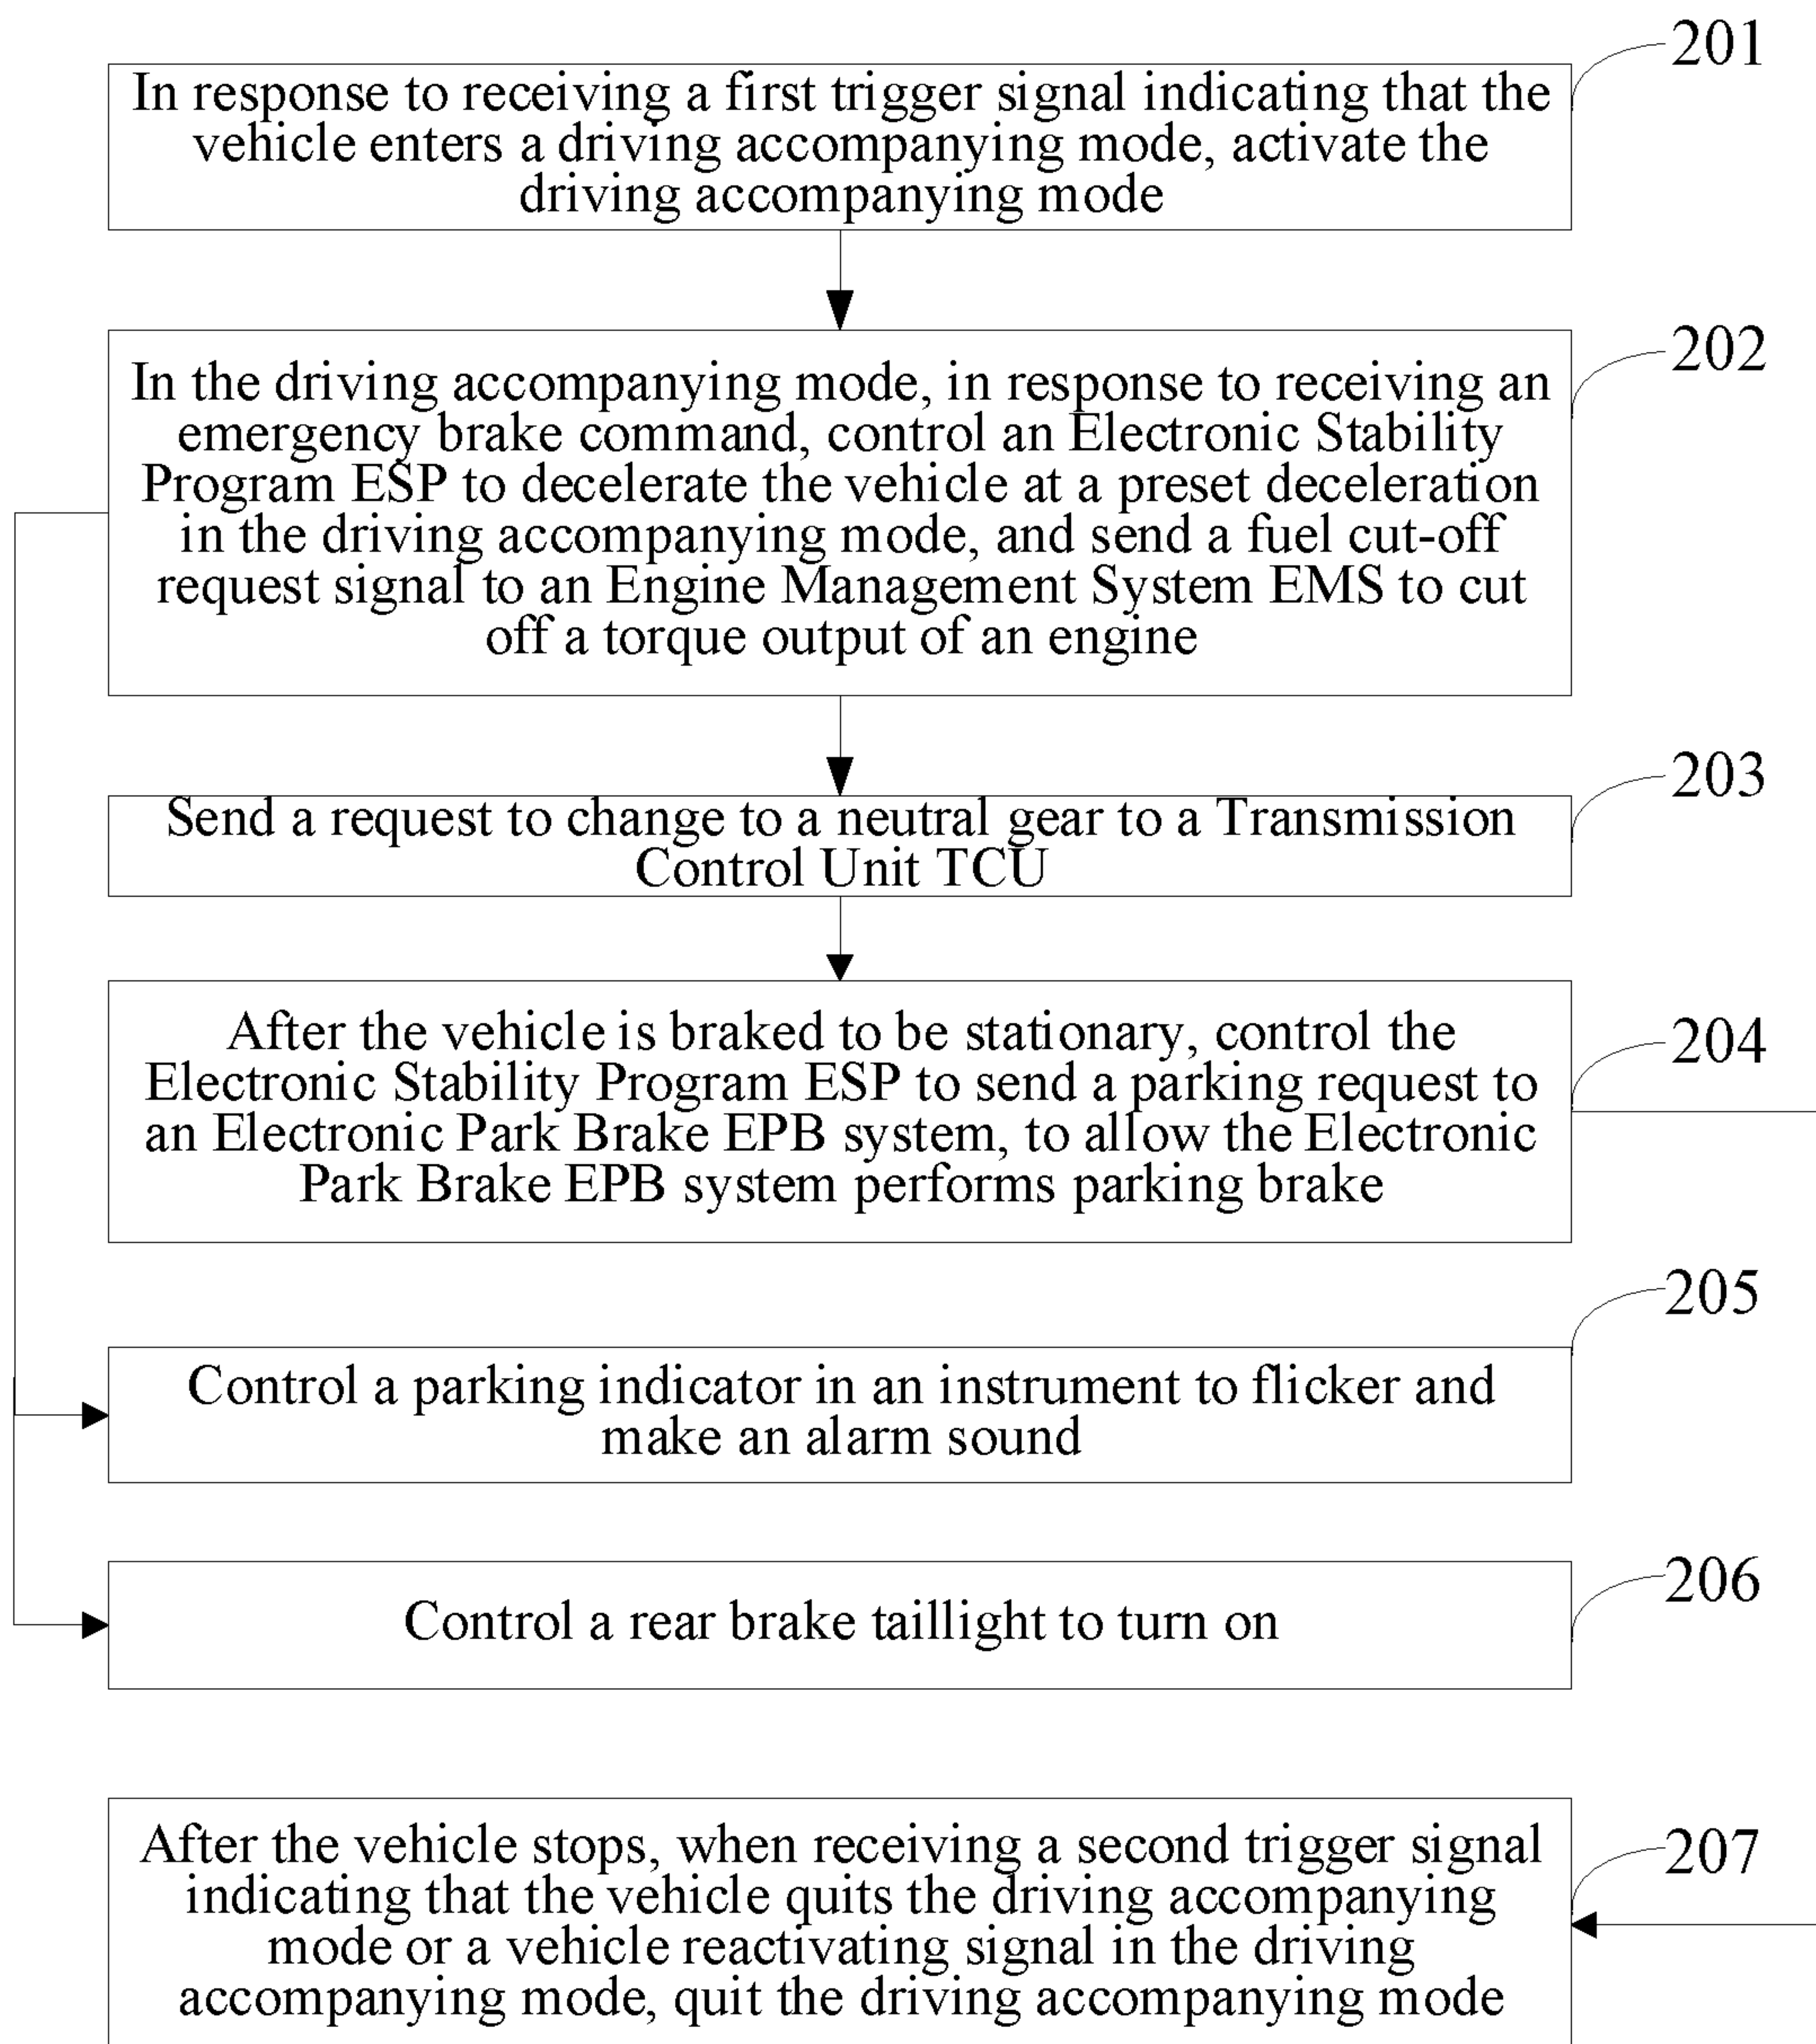 201
In response to receiving a first trigger signal indicating that the
vehicle enters a driving accompanying mode, activate the
driving accompanying mode
202
In the driving accompanying mode, in response to receiving an
emergency brake command, control an Electronic Stability
Program ESP to decelerate the vehicle at a preset deceleration
in the driving accompanying mode, and send a fuel cut-off
request signal to an Engine Management System EMS to cut
off a torque output of an engine
203
Send a request to change to a neutral gear to a Transmission
Control Unit TCU
204
After the vehicle is braked to be stationary, control the
Electronic Stability Program ESP to send a parking request to
an Electronic Park Brake EPB system, to allow the Electronic
Park Brake EPB system performs parking brake
205
Control a parking indicator in an instrument to flicker and
make an alarm sound
206
Control a rear brake taillight to turn on
207
After the vehicle stops, when receiving a second trigger signal
indicating that the vehicle quits the driving accompanying
mode or a vehicle reactivating signal in the driving
accompanying mode, quit the driving accompanying mode